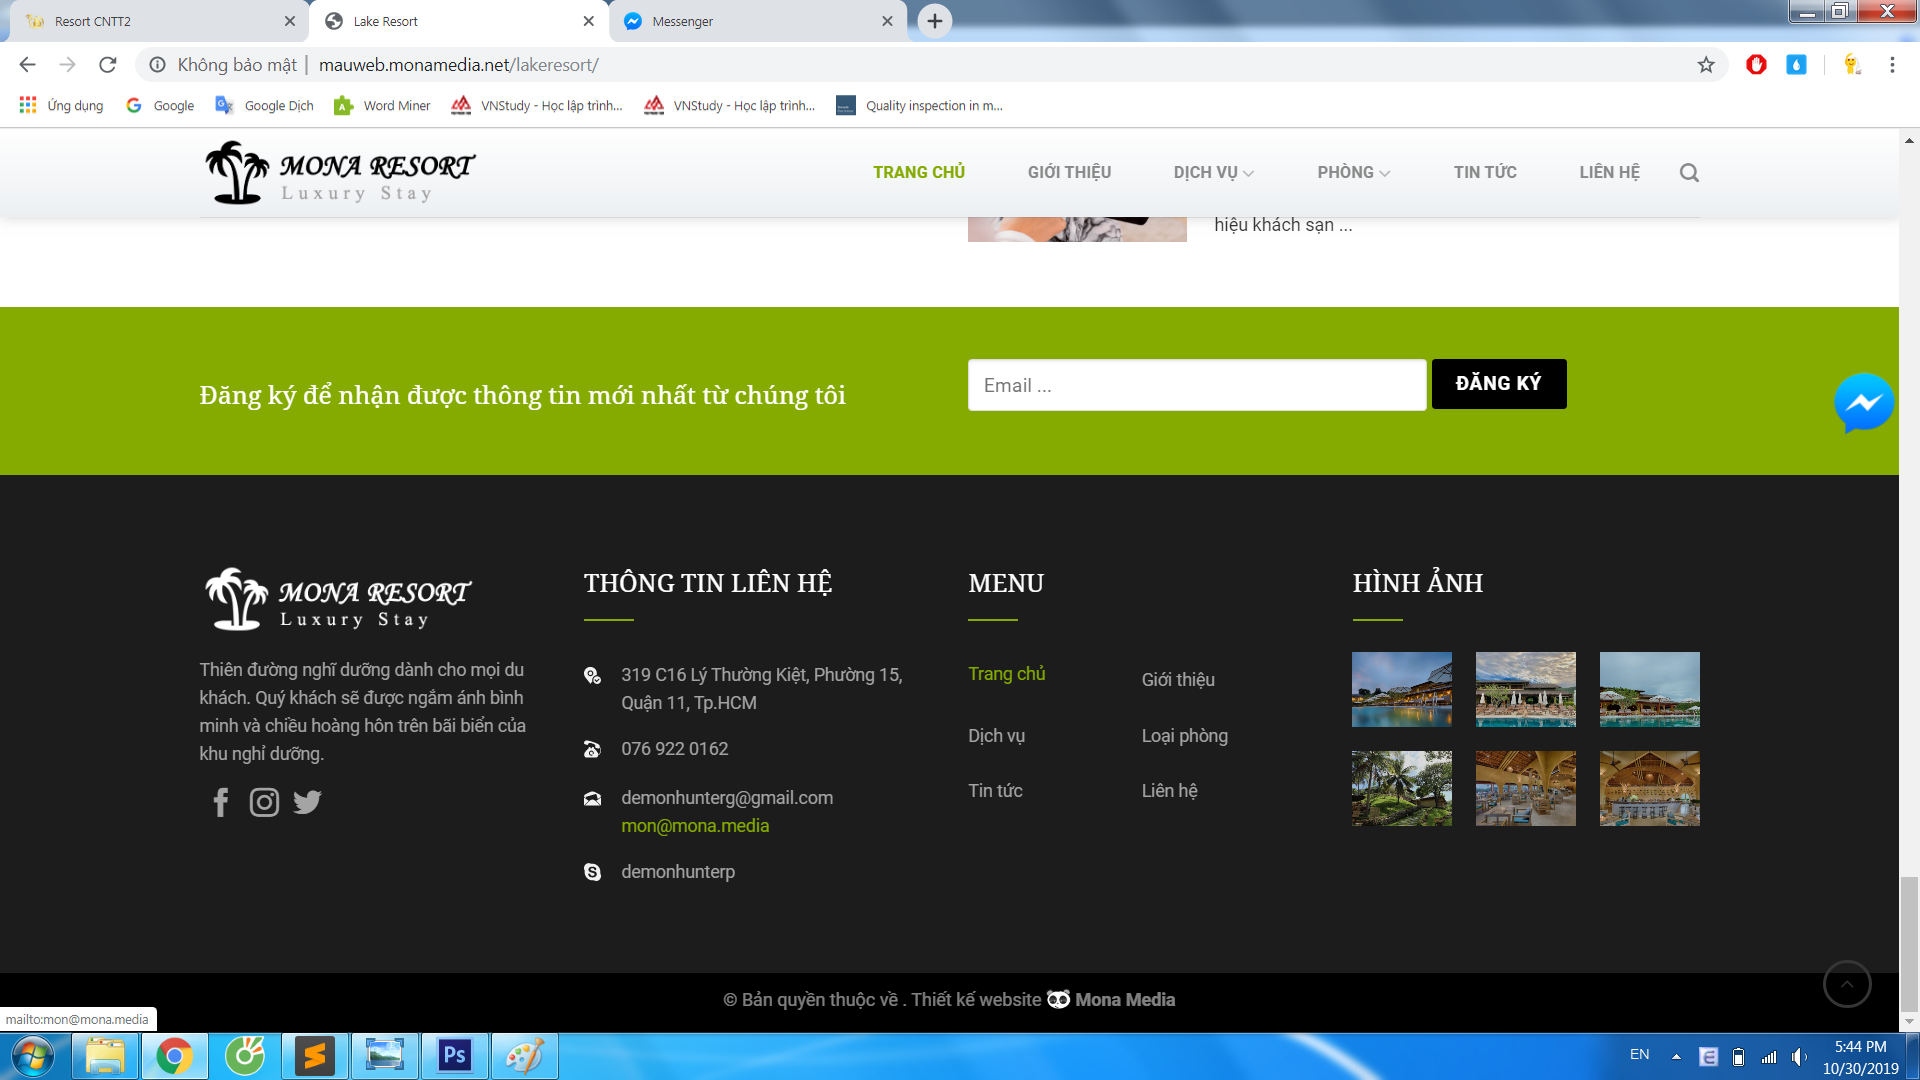 Resort CNTT2
Lake Resort
Messenger
Không bảo mật | mauweb.monamedia.net/lakeresort/
Ứng dụng
Google
Google Dịch
Word Miner
VNStudy - Học lập trình...
VNStudy - Học lập trình...
Quality inspection in m...
MONA RESORT
Luxury Stay
TRANG CHỦ
GIỚI THIỆU
DỊCH VỤ
PHÒNG
TIN TỨC
LIÊN HỆ
hiệu khách sạn ...
Đăng ký để nhận được thông tin mới nhất từ chúng tôi
Email ...
ĐĂNG KÝ
MONA RESORT
Luxury Stay
Thiên đường nghĩ dưỡng dành cho mọi du
khách. Quý khách sẽ được ngắm ánh bình
minh và chiều hoàng hôn trên bãi biển của
khu nghỉ dưỡng.
THÔNG TIN LIÊN HỆ
319 C16 Lý Thường Kiệt, Phường 15,
Quận 11, Tp.HCM
076 922 0162
demonhunterg@gmail.com
mon@mona.media
demonhunterp
MENU
Trang chủ
Giới thiệu
Dịch vụ
Loại phòng
Tin tức
Liên hệ
HÌNH ẢNH
© Bản quyền thuộc về . Thiết kế website Mona Media
mailto:mon@mona.media
Ps
EN
5:44 PM
10/30/2019